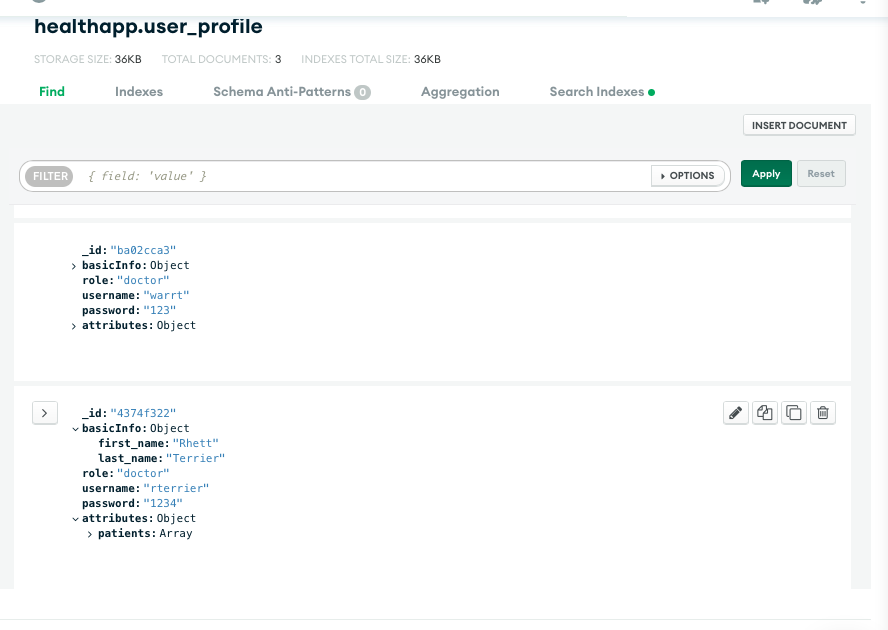 healthapp.user_profile
STORAGE SIZE: 36KB TOTAL DOCUMENTS: 3 INDEXES TOTAL SIZE: 36KB
Find Indexes Schema Anti-Patterns 0 Aggregation Search Indexes
INSERT DOCUMENT
FILTER { field: 'value' } OPTIONS Apply Reset
_id: "ba02cca3"
basicInfo: Object
role: "doctor"
username: "warrt"
password: "123"
attributes: Object
_id: "4374f322"
basicInfo: Object
first_name: "Rhett"
last_name: "Terrier"
role: "doctor"
username: "rterrier"
password: "1234"
attributes: Object
patients: Array